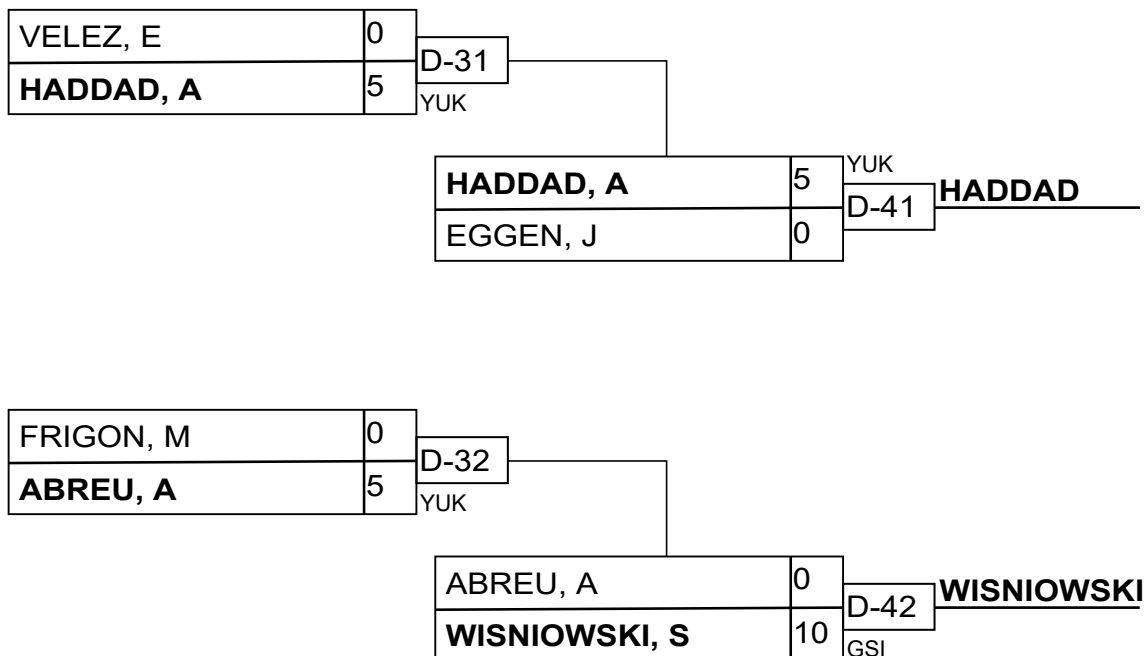 VELEZ, E 0
D-31
HADDAD, A 5
YUK
HADDAD, A 5
YUK
HADDAD
D-41
EGGEN, J 0
FRIGON, M 0
D-32
ABREU, A 5
YUK
ABREU, A 0
WISNIOWSKI
D-42
WISNIOWSKI, S 10
GSI